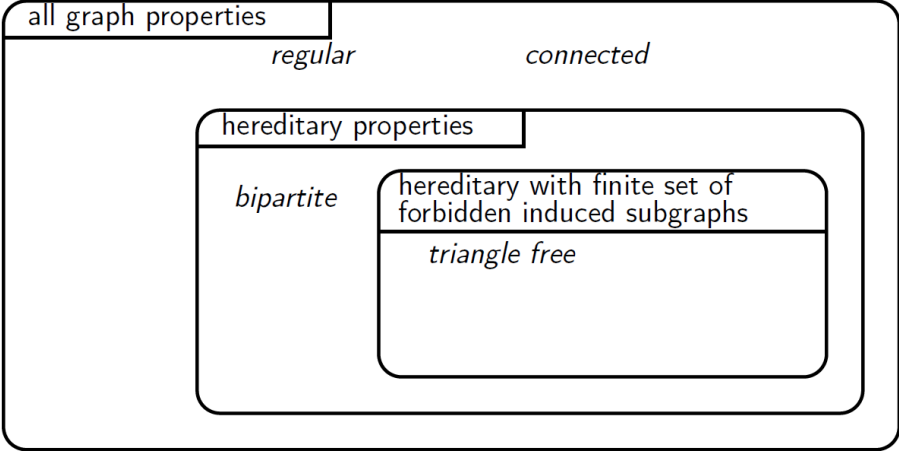 all graph properties
regular connected
hereditary properties
bipartite
hereditary with finite set of
forbidden induced subgraphs
triangle free